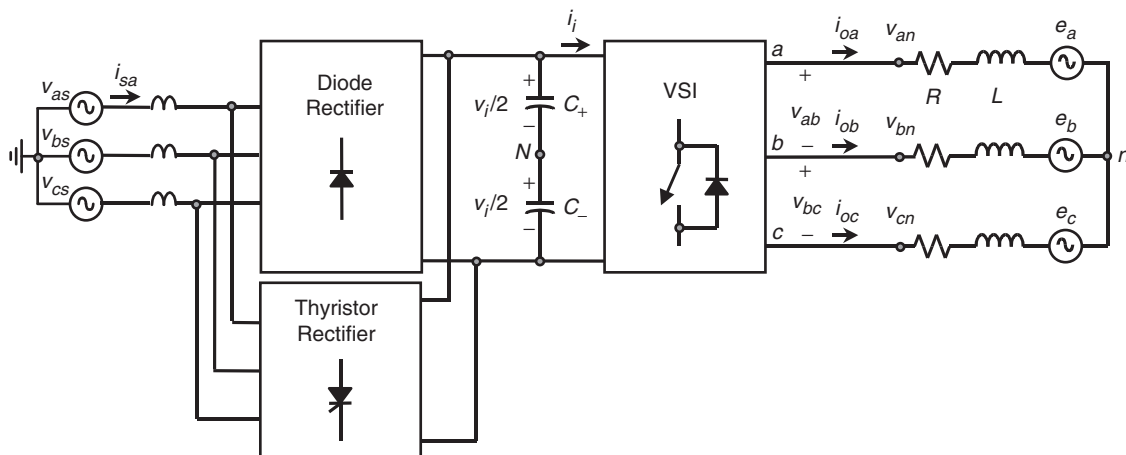 v_as
v_bs
v_cs
i_sa
Diode
Rectifier
Thyristor
Rectifier
+
v_i/2
C_+
−
N
+
v_i/2
C_−
−
i_i
VSI
a
+
v_ab
b
−
+
v_bc
c
−
i_oa
v_an
R
L
e_a
i_ob
v_bn
e_b
n
i_oc
v_cn
e_c